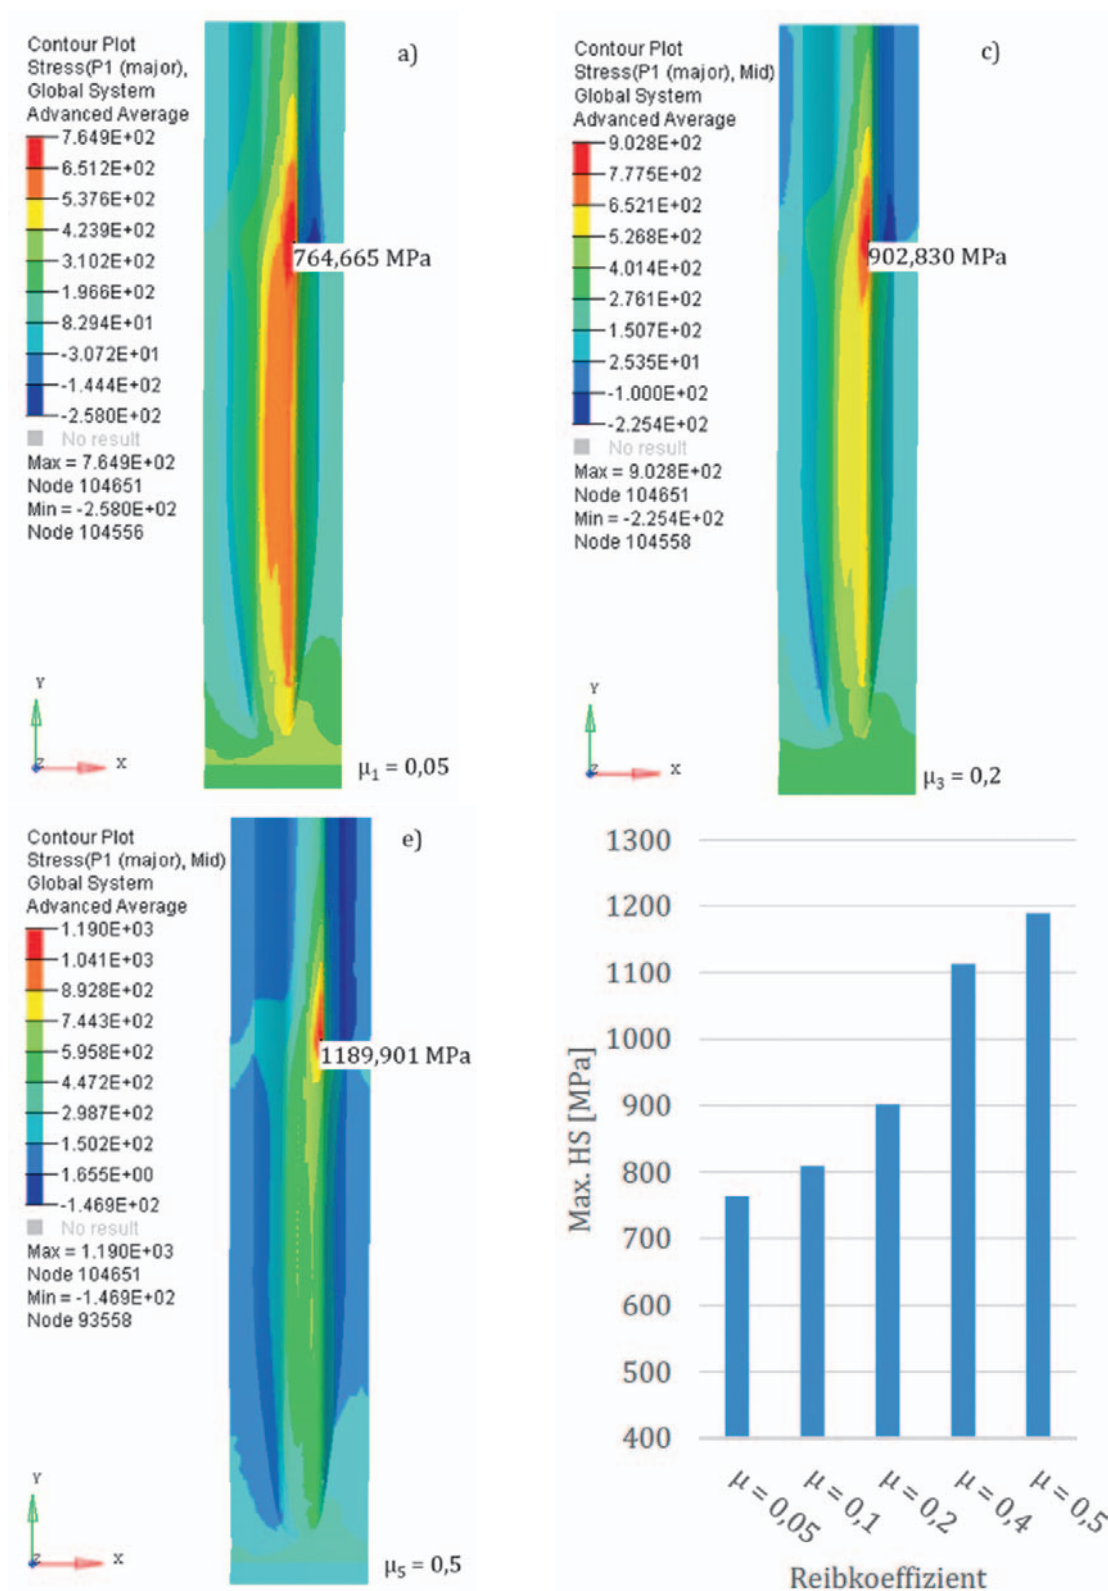 Contour Plot
Stress(P1 (major),
Global System
Advanced Average
7.649E+02
6.512E+02
5.376E+02
4.239E+02
3.102E+02
1.966E+02
8.294E+01
-3.072E+01
-1.444E+02
-2.580E+02
No result
Max = 7.649E+02
Node 104651
Min = -2.580E+02
Node 104556
a)
764,665 MPa
Y
Z
X
μ1 = 0,05
Contour Plot
Stress(P1 (major), Mid)
Global System
Advanced Average
9.028E+02
7.775E+02
6.521E+02
5.268E+02
4.014E+02
2.761E+02
1.507E+02
2.535E+01
-1.000E+02
-2.254E+02
No result
Max = 9.028E+02
Node 104651
Min = -2.254E+02
Node 104558
c)
902,830 MPa
Y
Z
X
μ3 = 0,2
Contour Plot
Stress(P1 (major), Mid)
Global System
Advanced Average
1.190E+03
1.041E+03
8.928E+02
7.443E+02
5.958E+02
4.472E+02
2.987E+02
1.502E+02
1.655E+00
-1.469E+02
No result
Max = 1.190E+03
Node 104651
Min = -1.469E+02
Node 93558
e)
1189,901 MPa
Y
Z
X
μ5 = 0,5
Max. HS [MPa]
1300
1200
1100
1000
900
800
700
600
500
400
μ = 0,05
μ = 0,1
μ = 0,2
μ = 0,4
μ = 0,5
Reibkoeffizient